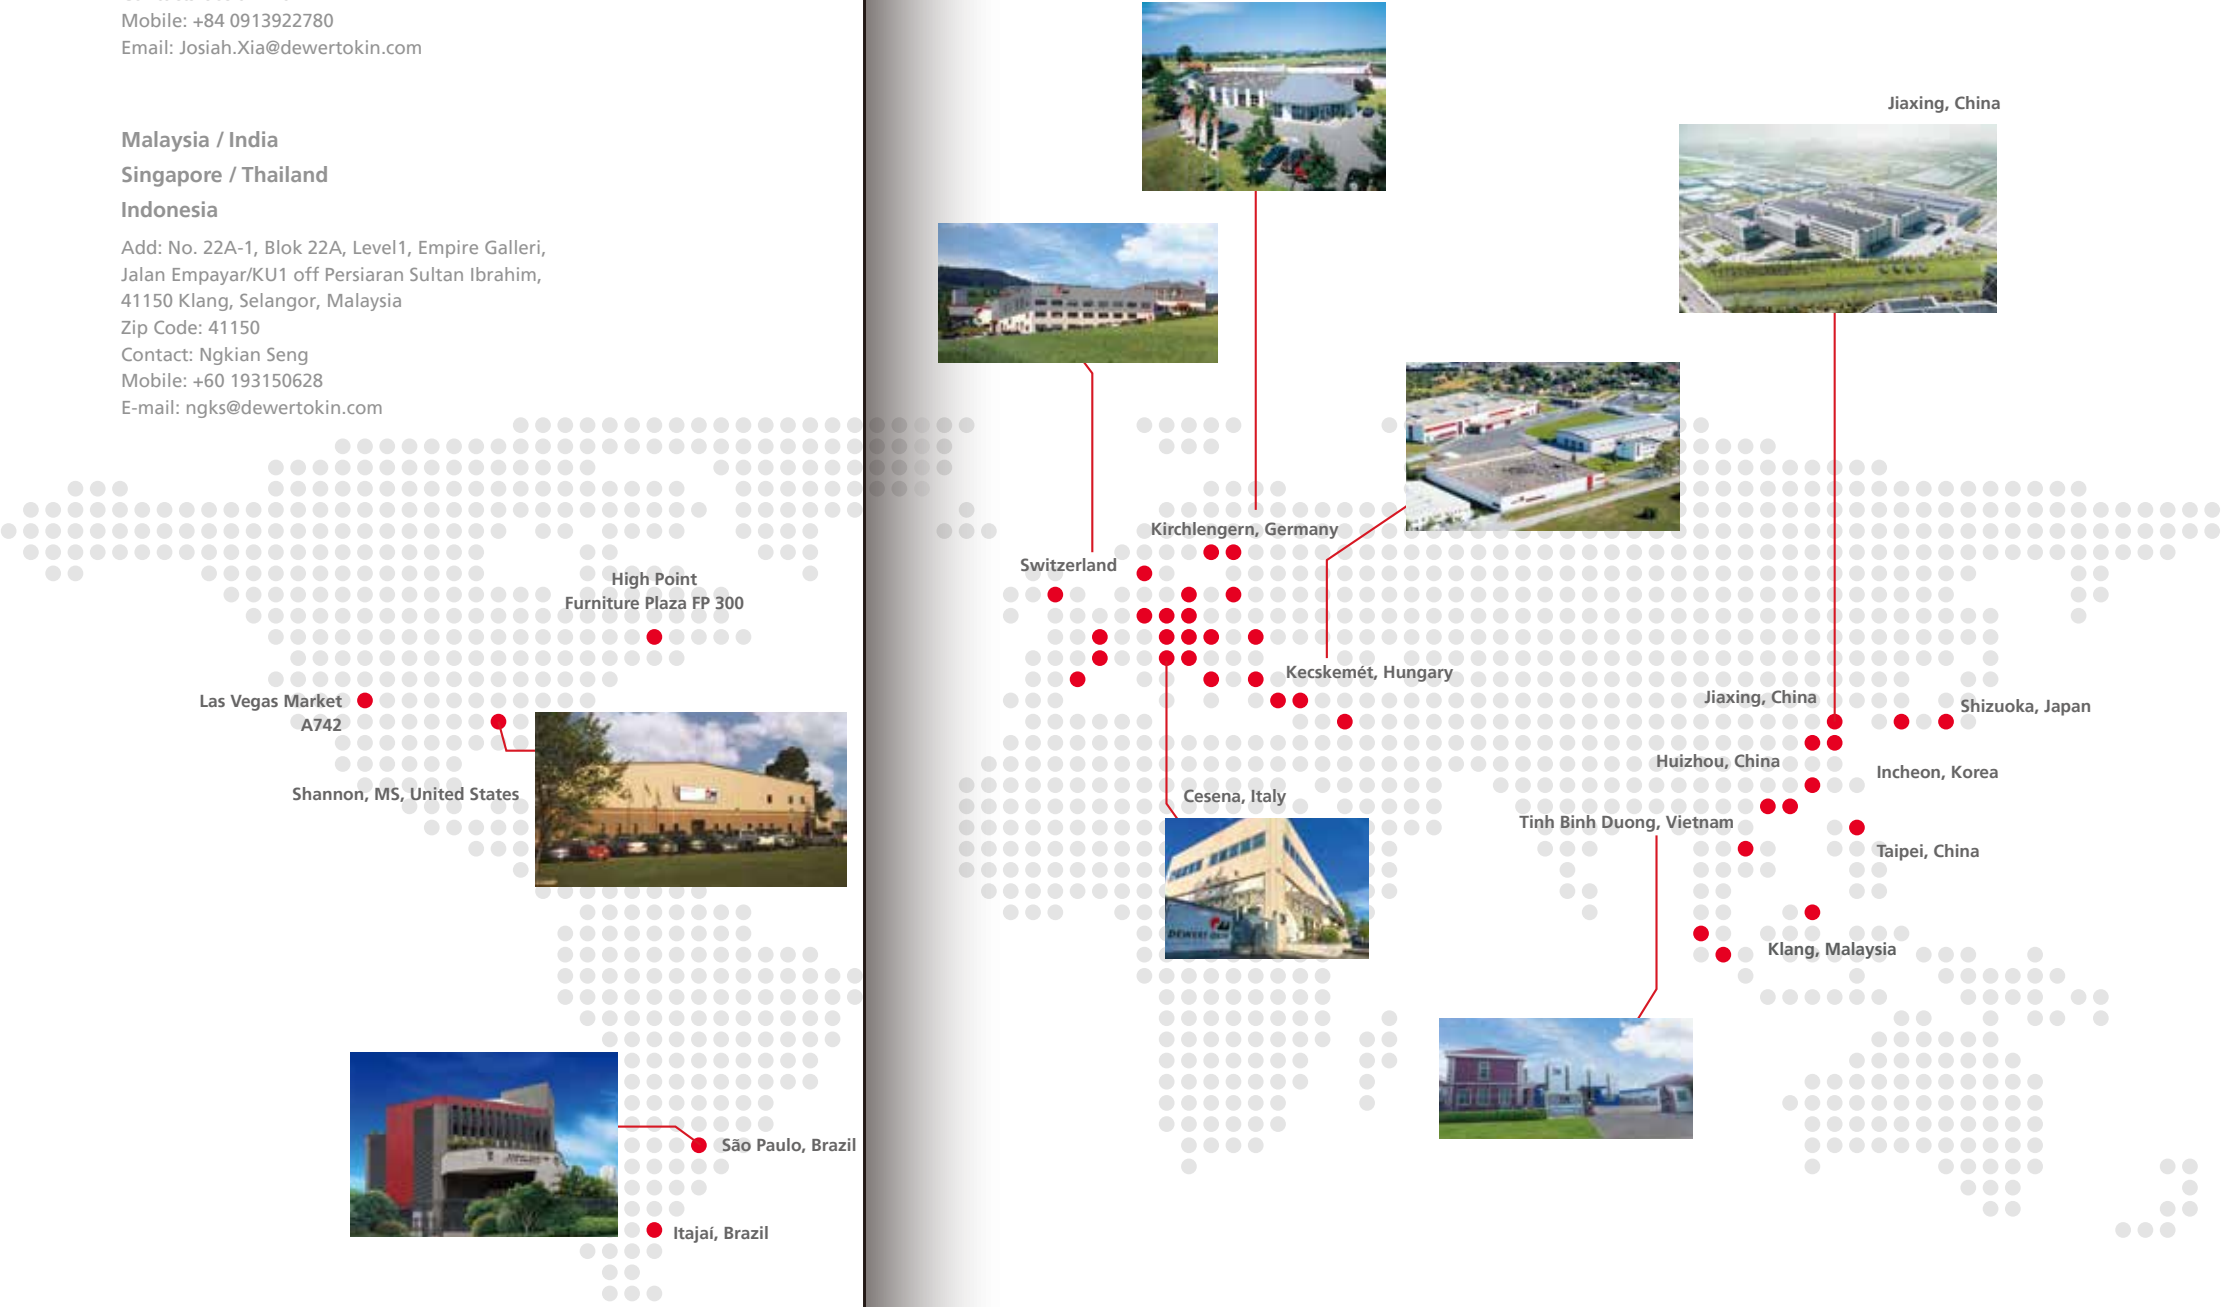 Mobile: +84 0913922780
Email: Josiah.Xia@dewertokin.com
Malaysia / India
Singapore / Thailand
Indonesia
Add: No. 22A-1, Blok 22A, Level1, Empire Galleri,
Jalan Empayar/KU1 off Persiaran Sultan Ibrahim,
41150 Klang, Selangor, Malaysia
Zip Code: 41150
Contact: Ngkian Seng
Mobile: +60 193150628
E-mail: ngks@dewertokin.com
High Point
Furniture Plaza FP 300
Las Vegas Market
A742
Shannon, MS, United States
São Paulo, Brazil
Itajaí, Brazil
Jiaxing, China
Kirchlengern, Germany
Switzerland
Kecskemét, Hungary
Jiaxing, China
Shizuoka, Japan
Huizhou, China
Incheon, Korea
Cesena, Italy
Tinh Binh Duong, Vietnam
Taipei, China
Klang, Malaysia
DEWERT OKIN